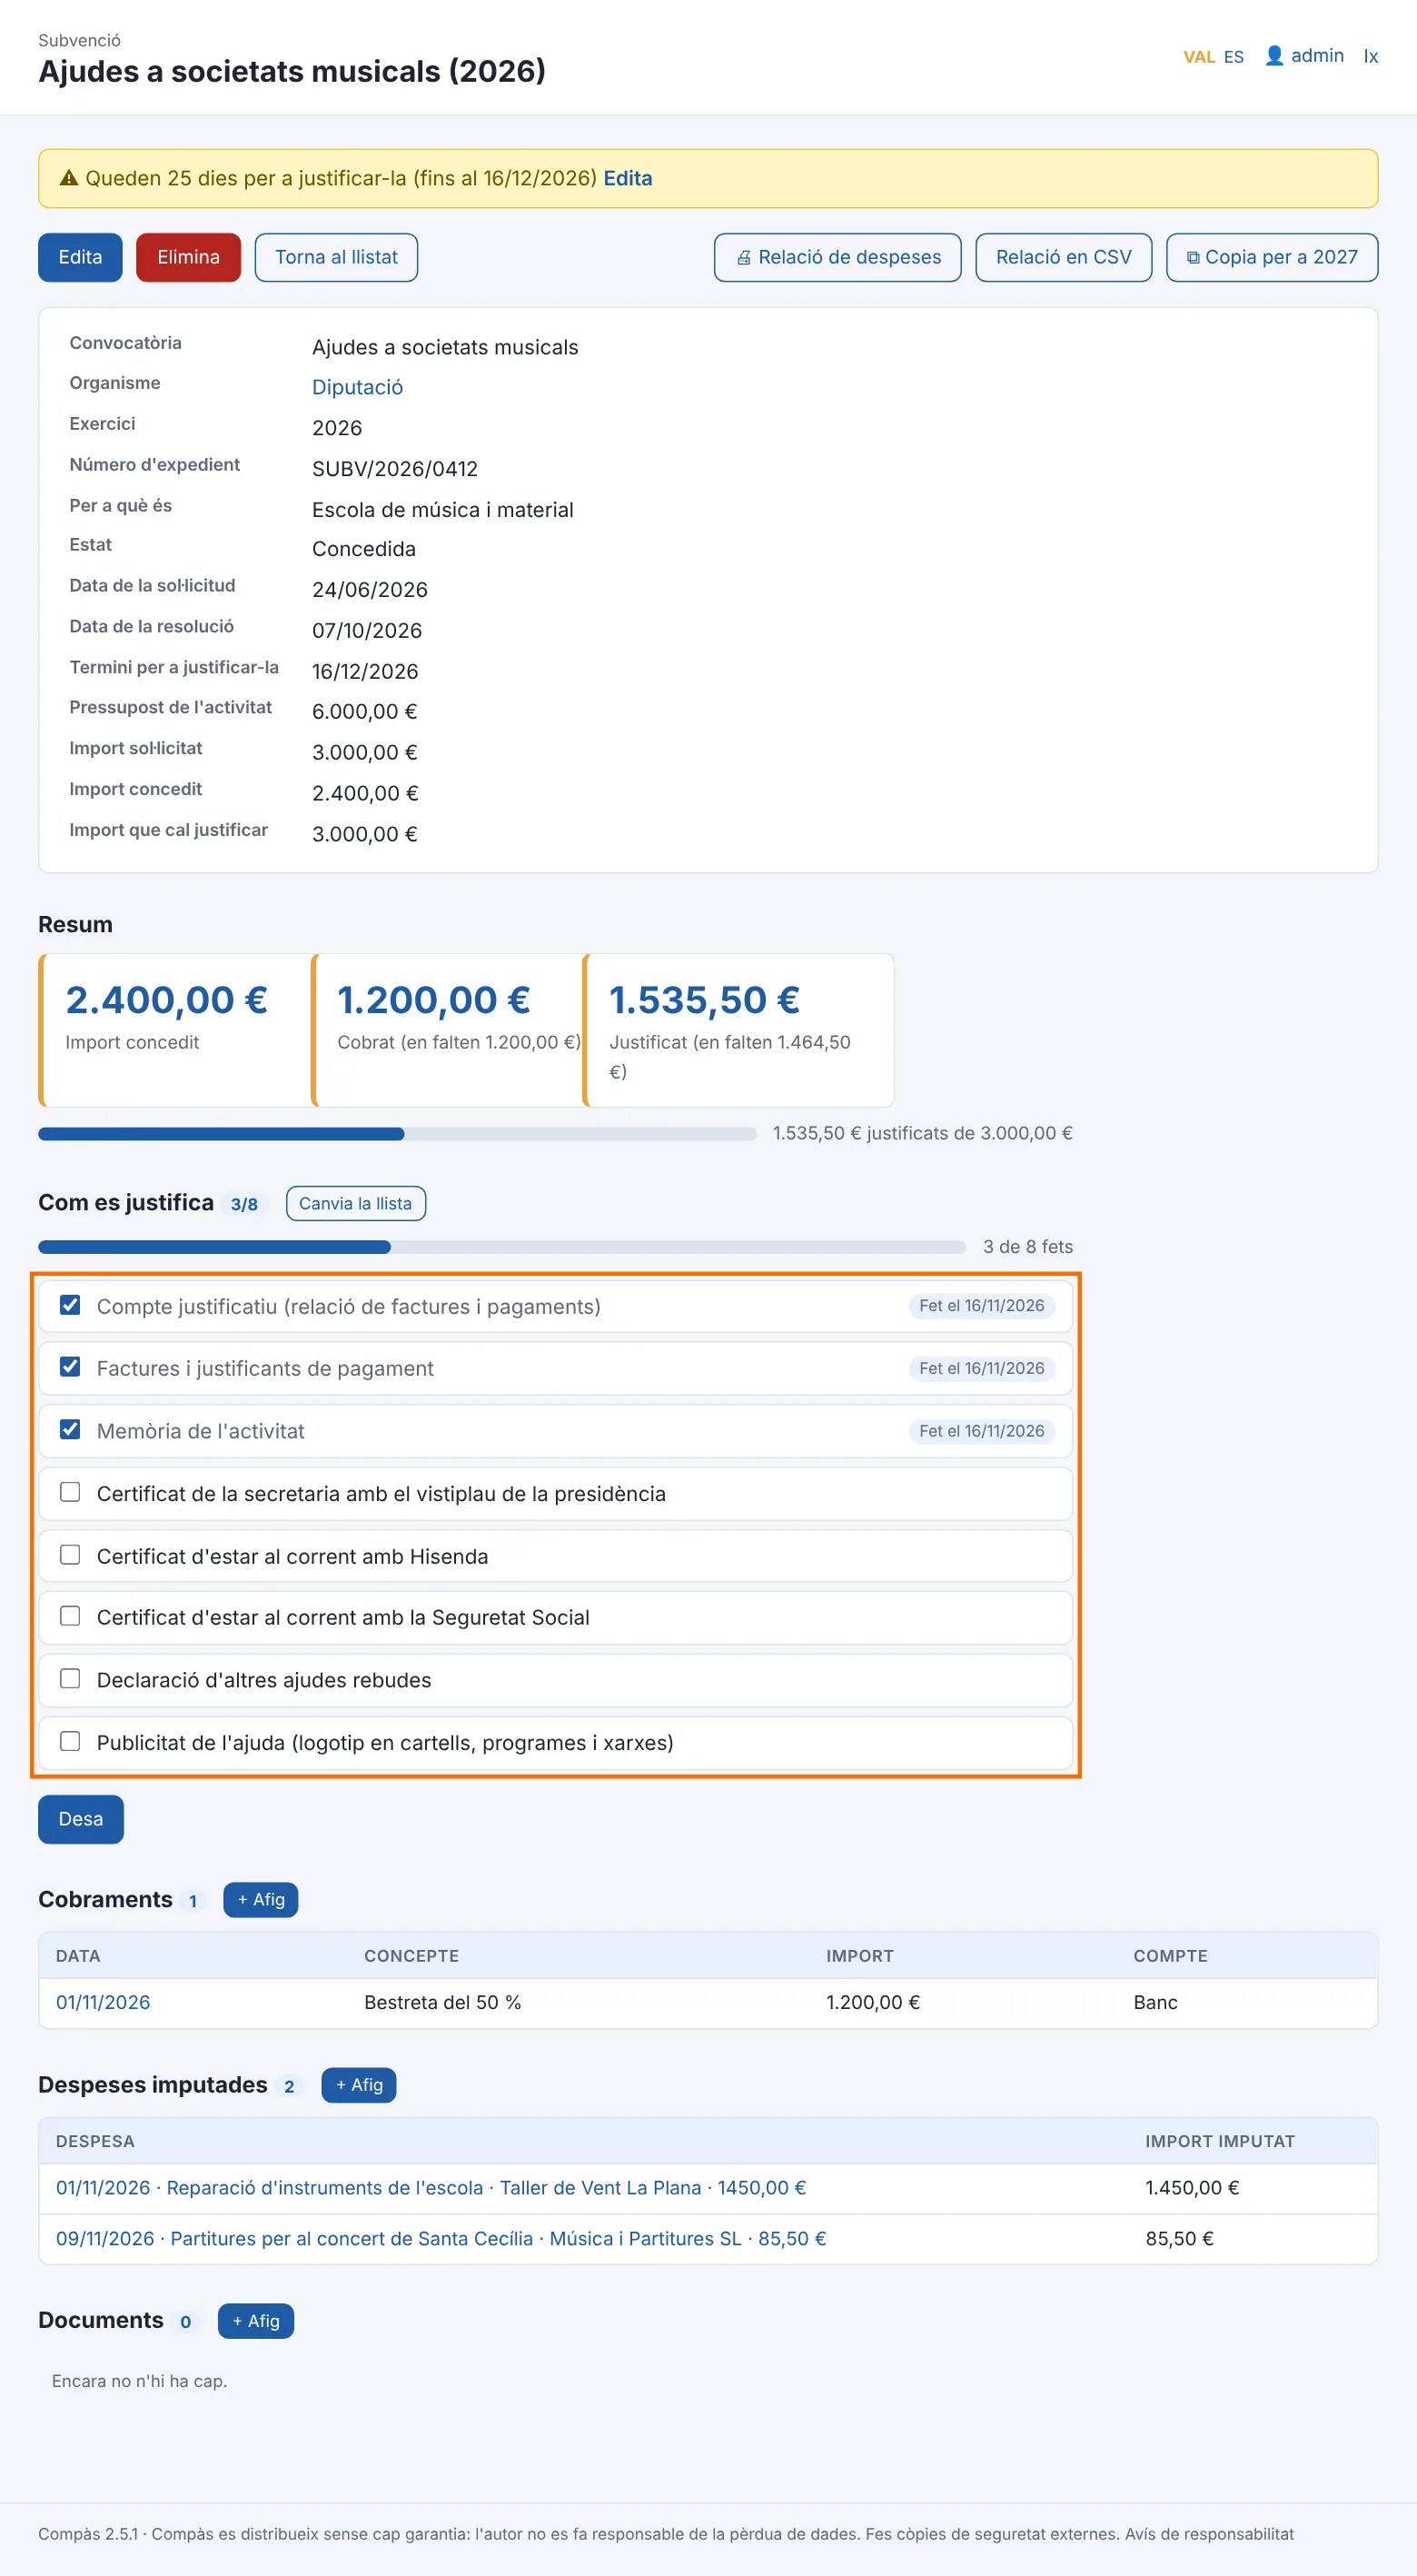 Subvenció
Ajudes a societats musicals (2026)
VAL ES 👤 admin Ix
⚠ Queden 25 dies per a justificar-la (fins al 16/12/2026) Edita
Edita Elimina Torna al llistat 🖨 Relació de despeses Relació en CSV ⧉ Copia per a 2027
Convocatòria Ajudes a societats musicals
Organisme Diputació
Exercici 2026
Número d'expedient SUBV/2026/0412
Per a què és Escola de música i material
Estat Concedida
Data de la sol·licitud 24/06/2026
Data de la resolució 07/10/2026
Termini per a justificar-la 16/12/2026
Pressupost de l'activitat 6.000,00 €
Import sol·licitat 3.000,00 €
Import concedit 2.400,00 €
Import que cal justificar 3.000,00 €
Resum
2.400,00 € 1.200,00 € 1.535,50 €
Import concedit Cobrat (en falten 1.200,00 €) Justificat (en falten 1.464,50
€)
1.535,50 € justificats de 3.000,00 €
Com es justifica 3/8 Canvia la llista
3 de 8 fets
Compte justificatiu (relació de factures i pagaments) Fet el 16/11/2026
Factures i justificants de pagament Fet el 16/11/2026
Memòria de l'activitat Fet el 16/11/2026
Certificat de la secretaria amb el vistiplau de la presidència
Certificat d'estar al corrent amb Hisenda
Certificat d'estar al corrent amb la Seguretat Social
Declaració d'altres ajudes rebudes
Publicitat de l'ajuda (logotip en cartells, programes i xarxes)
Desa
Cobraments 1 + Afig
DATA CONCEPTE IMPORT COMPTE
01/11/2026 Bestreta del 50 % 1.200,00 € Banc
Despeses imputades 2 + Afig
DESPESA IMPORT IMPUTAT
01/11/2026 · Reparació d'instruments de l'escola · Taller de Vent La Plana · 1450,00 € 1.450,00 €
09/11/2026 · Partitures per al concert de Santa Cecília · Música i Partitures SL · 85,50 € 85,50 €
Documents 0 + Afig
Encara no n'hi ha cap.
Compàs 2.5.1 · Compàs es distribueix sense cap garantia: l'autor no es fa responsable de la pèrdua de dades. Fes còpies de seguretat externes. Avís de responsabilitat